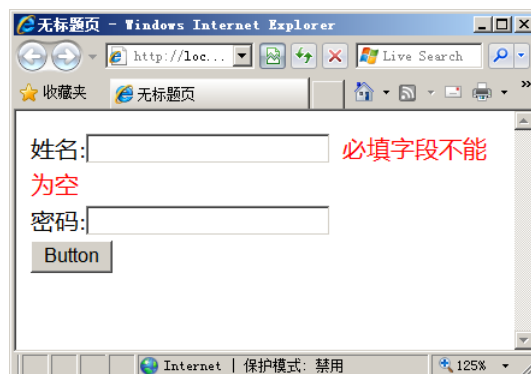 无标题页 - Windows Internet Explorer
http://loc...
Live Search
收藏夹
无标题页
姓名:
必填字段不能
为空
密码:
Button
Internet | 保护模式: 禁用
125%